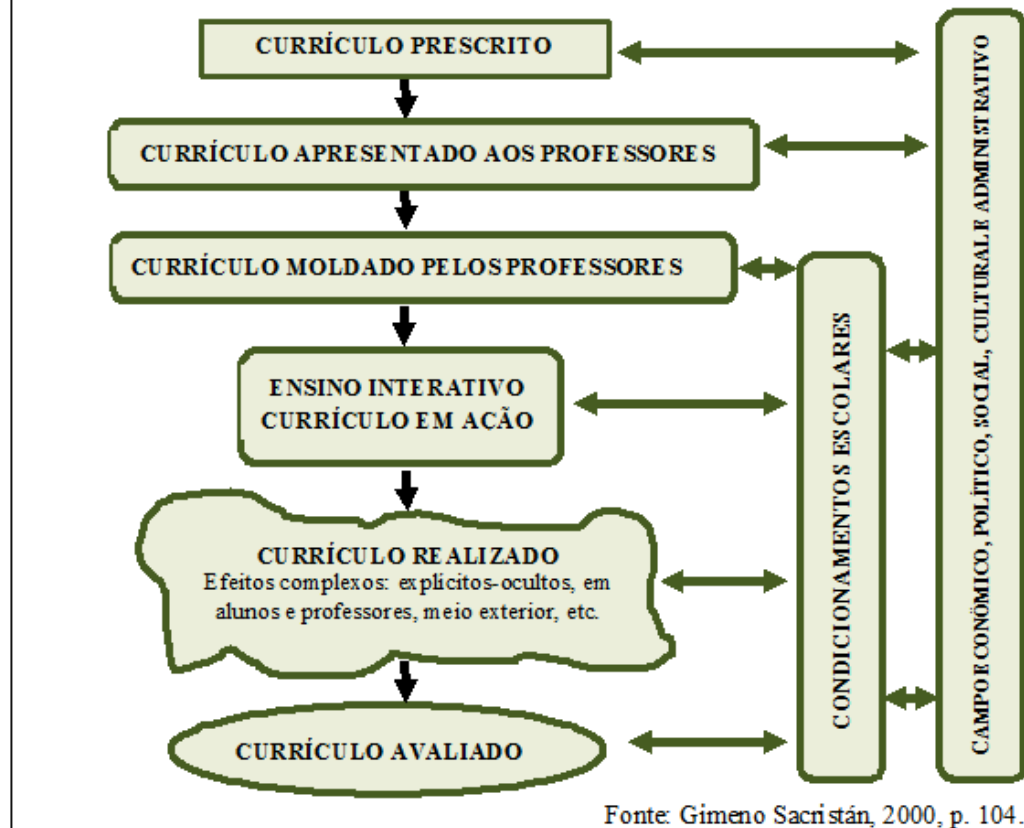 CURRÍCULO PRESCRITO
CURRÍCULO APRESENTADO AOS PROFESSORES
CURRÍCULO MOLDADO PELOS PROFESSORES
ENSINO INTERATIVO
CURRÍCULO EM AÇÃO
CURRÍCULO REALIZADO
Efeitos complexos: explícitos-ocultos, em
alunos e professores, meio exterior, etc.
CURRÍCULO AVALIADO
CONDICIONAMENTOS ESCOLARES
CAMPO ECONÔMICO, POLÍTICO, SOCIAL, CULTURAL E ADMINISTRATIVO
Fonte: Gimeno Sacristán, 2000, p. 104.